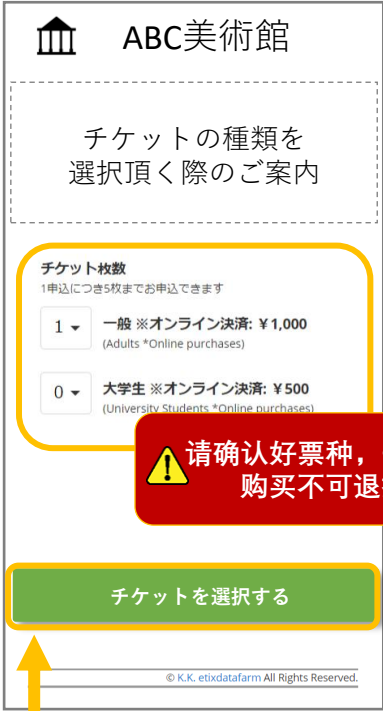 ABC美術館
チケットの種類を
選択頂く際のご案内
チケット枚数
1申込につき5枚までお申込できます
1
一般 ※オンライン決済: ¥1,000
(Adults *Online purchases)
0
大学生 ※オンライン決済: ¥500
(University Students *Online purchases)
请确认好票种，
购买不可退
チケットを選択する
© K.K. etixdatafarm All Rights Reserved.